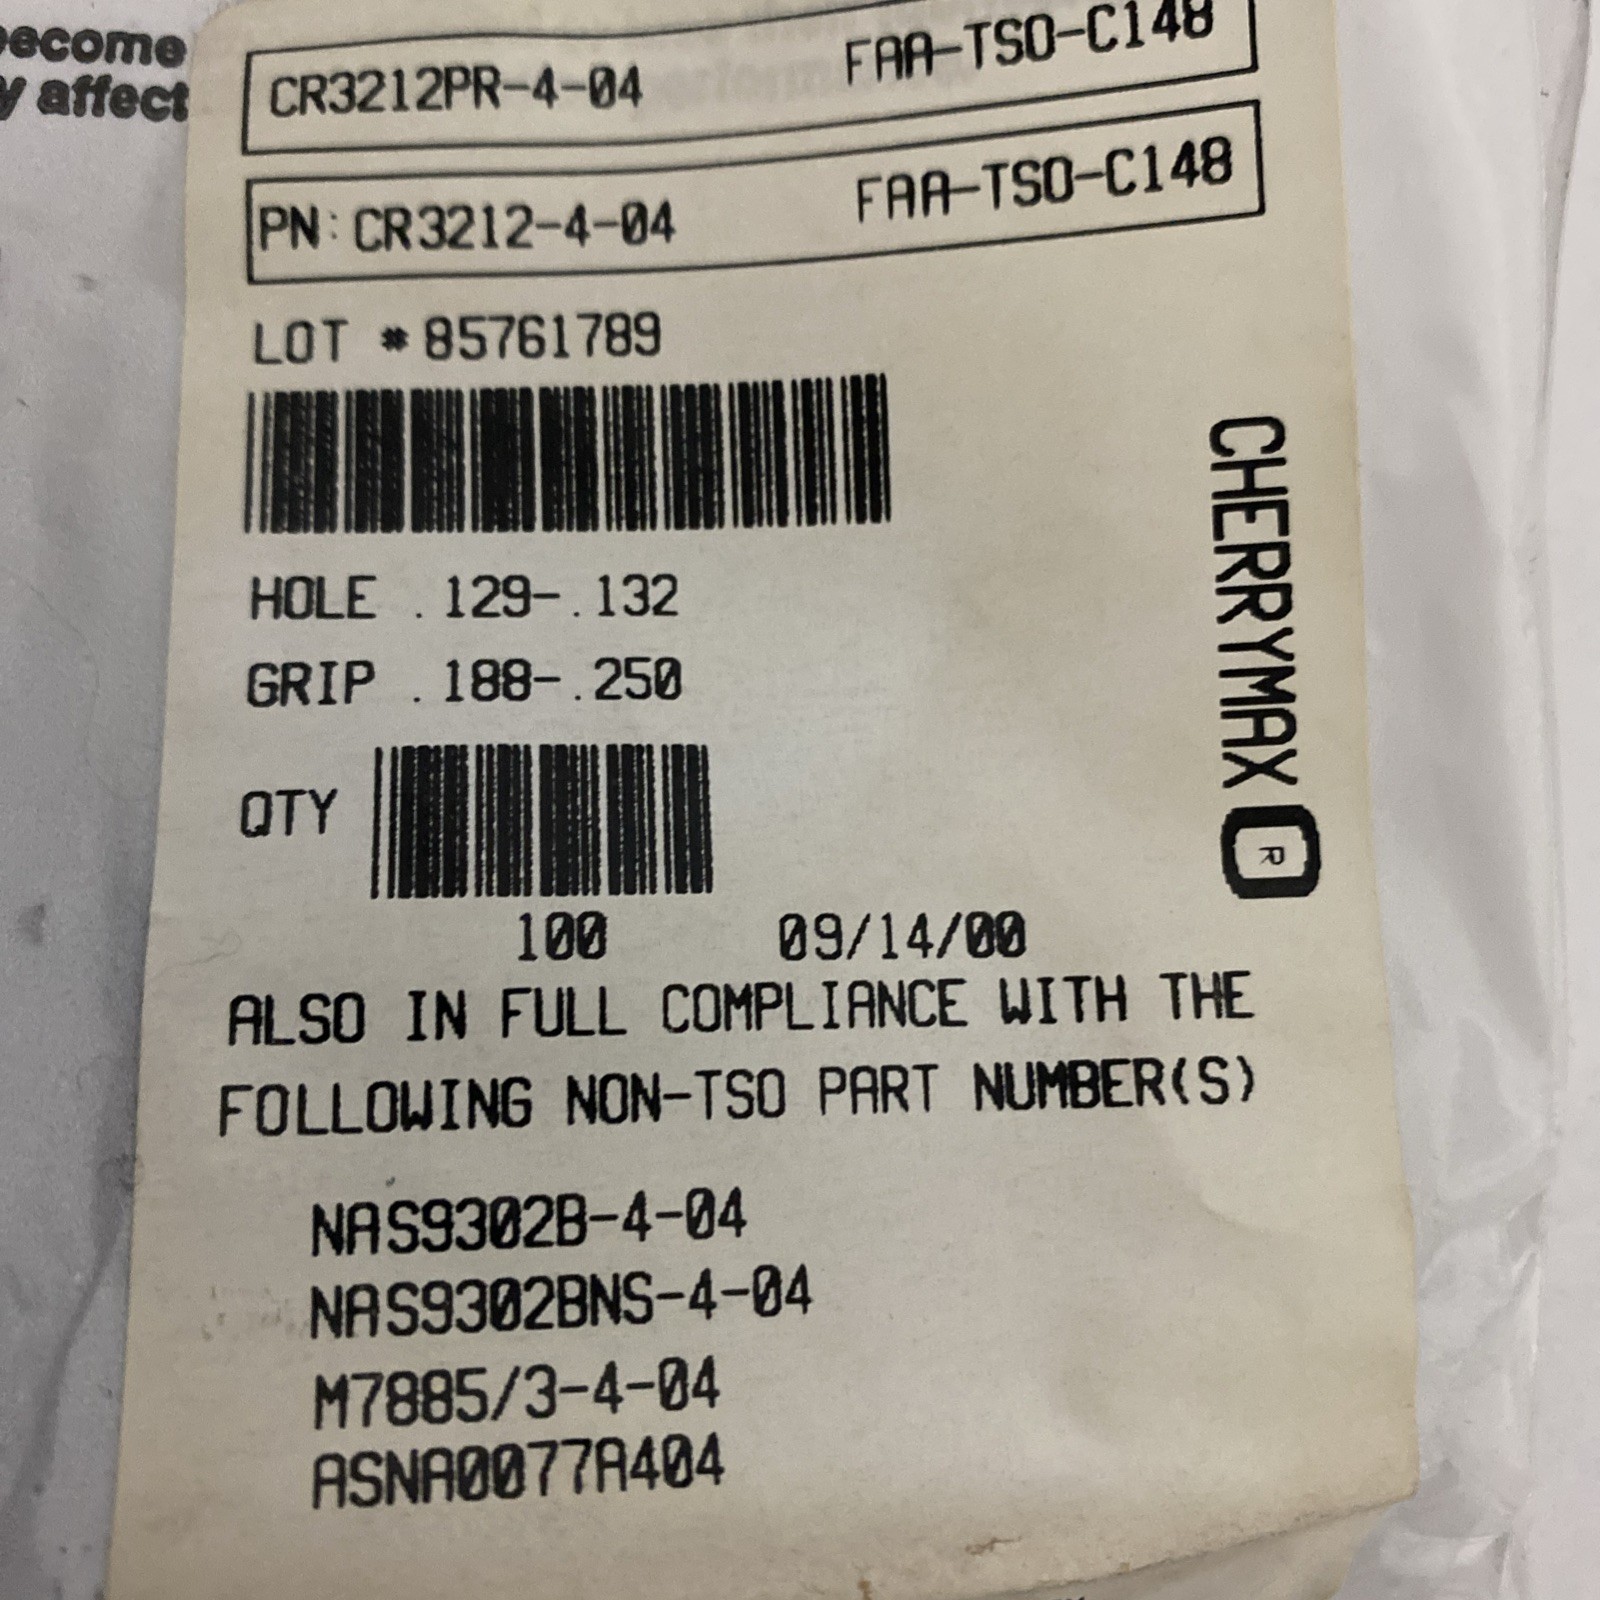 ecome
y affect
CR3212PR-4-04 FAA-TSO-C148
PN: CR3212-4-04 FAA-TSO-C148
LOT #85761789
HOLE .129-.132
GRIP .188-.250
QTY
100 09/14/00
CHERRYMAX ®
ALSO IN FULL COMPLIANCE WITH THE
FOLLOWING NON-TSO PART NUMBER(S)
NAS9302B-4-04
NAS9302BNS-4-04
M7885/3-4-04
ASNA0077A404